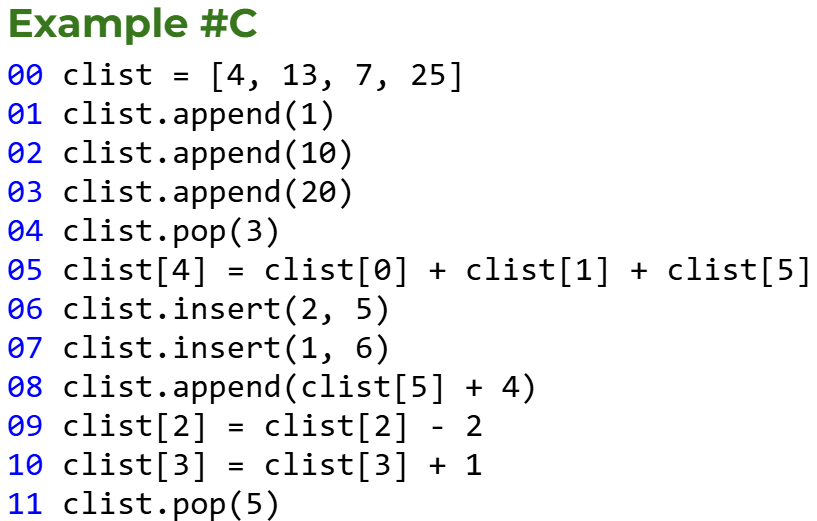 Example #C
00 clist = [4, 13, 7, 25]
01 clist.append(1)
02 clist.append(10)
03 clist.append(20)
04 clist.pop(3)
05 clist[4] = clist[0] + clist[1] + clist[5]
06 clist.insert(2, 5)
07 clist.insert(1, 6)
08 clist.append(clist[5] + 4)
09 clist[2] = clist[2] - 2
10 clist[3] = clist[3] + 1
11 clist.pop(5)